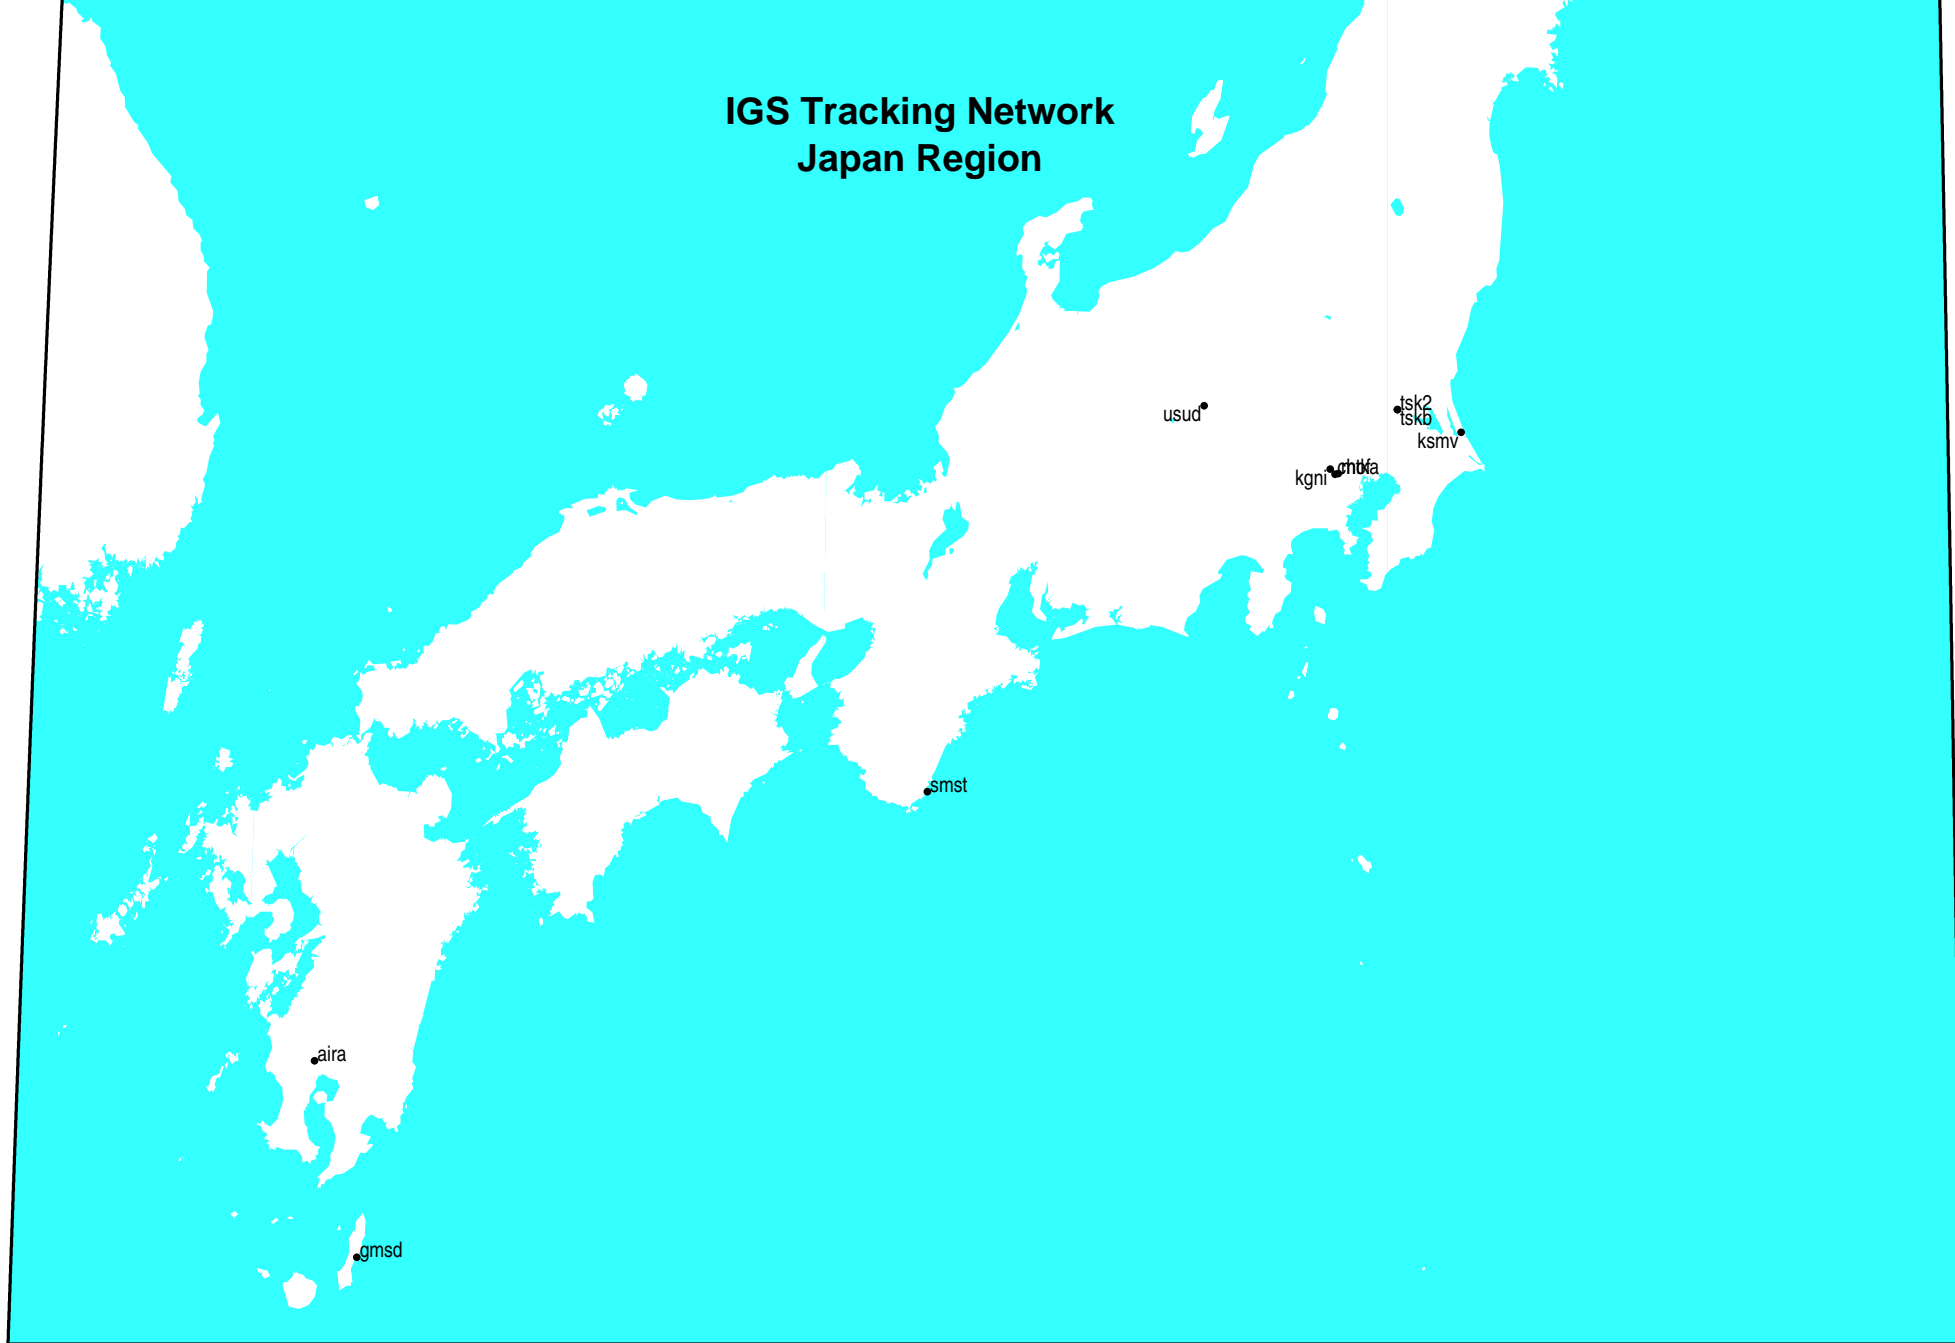 IGS Tracking Network
Japan Region
usud
tsk2
tskb
ksmv
kgni
smst
aira
gmsd